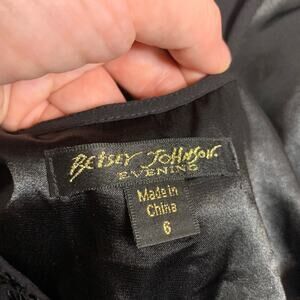 BETSEY JOHNSON.
EVENING
Made in
China
6